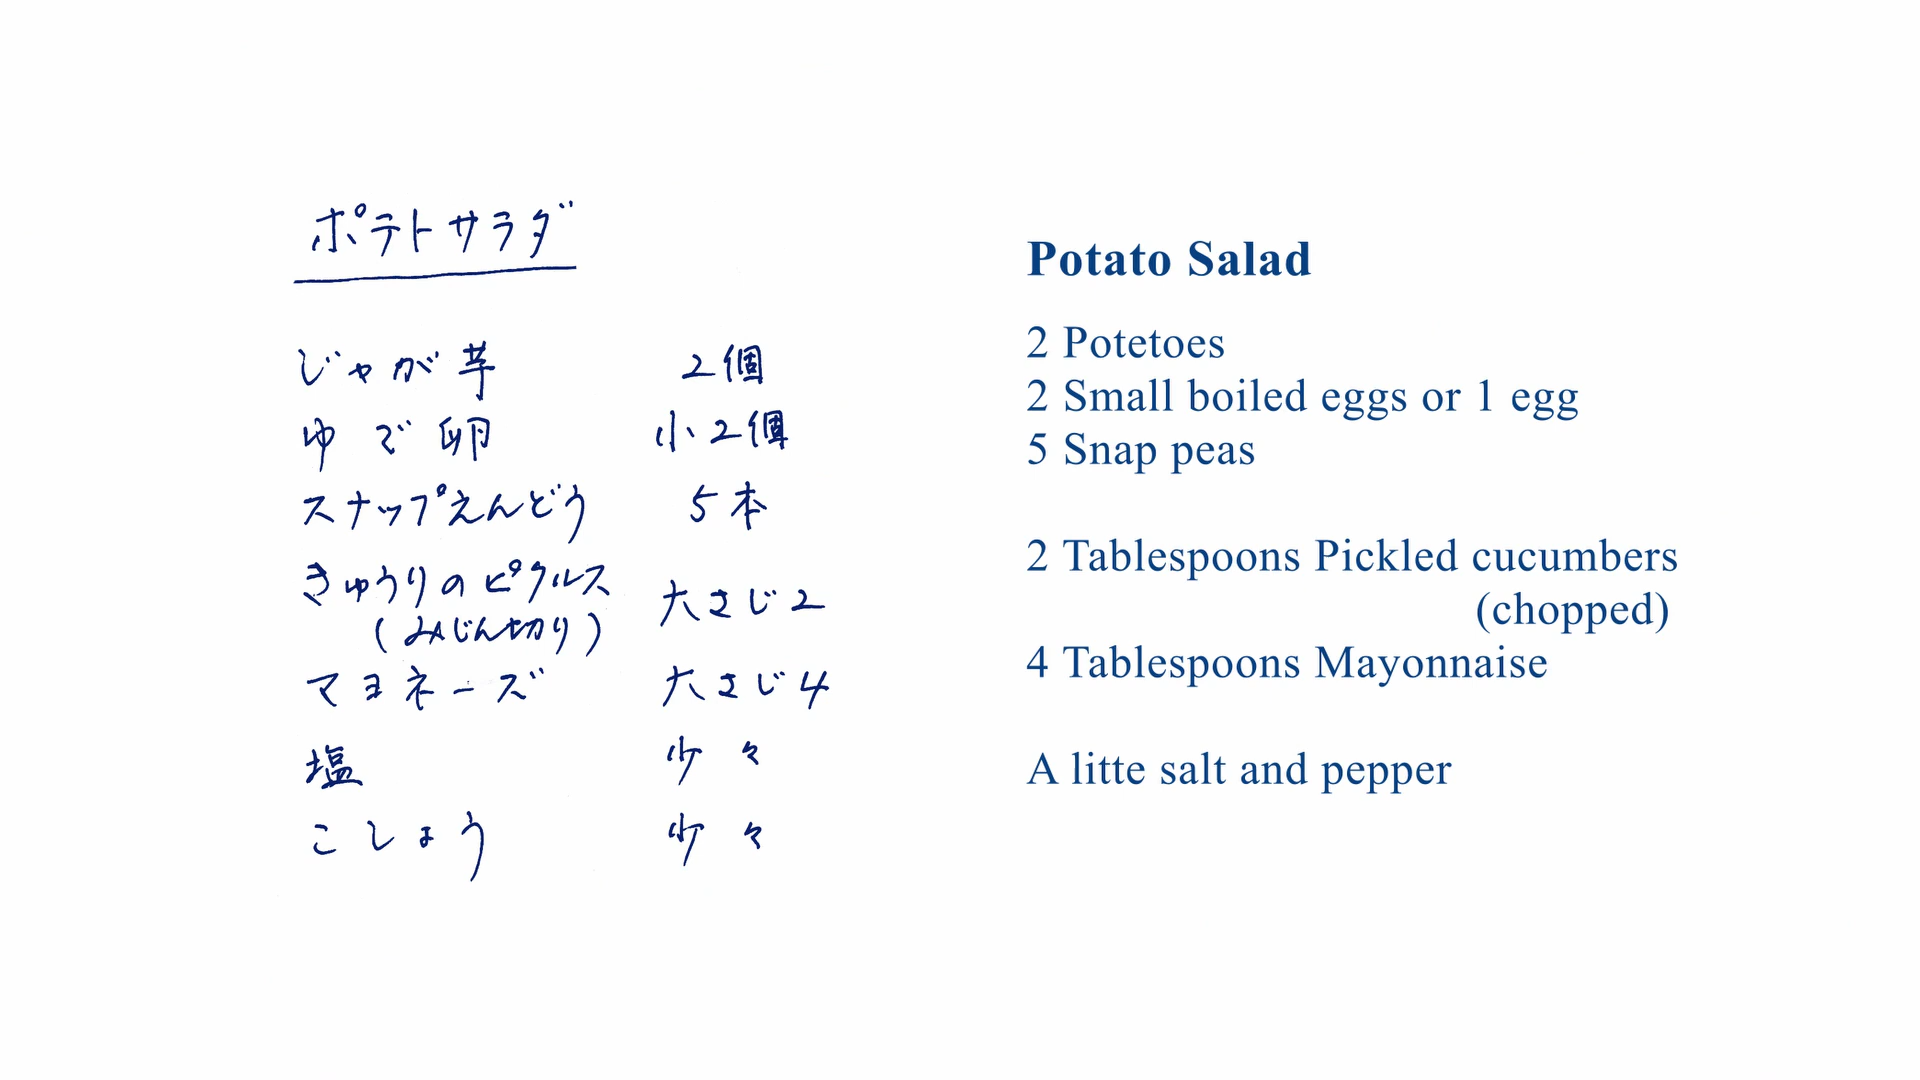 ポテトサラダ
じゃが芋 2個
ゆで卵 小2個
スナップえんどう 5本
きゅうりのピクルス
(みじん切り) 大さじ2
マヨネーズ 大さじ4
塩 少々
こしょう 少々
Potato Salad
2 Potetoes
2 Small boiled eggs or 1 egg
5 Snap peas
2 Tablespoons Pickled cucumbers
(chopped)
4 Tablespoons Mayonnaise
A litte salt and pepper